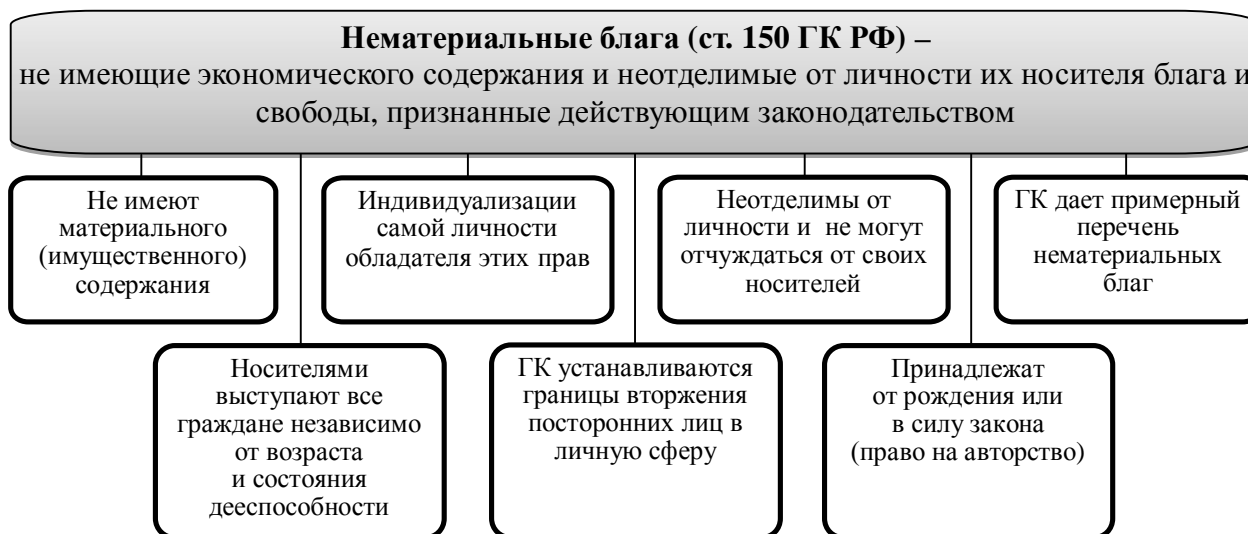 Нематериальные блага (ст. 150 ГК РФ) –
не имеющие экономического содержания и неотделимые от личности их носителя блага и
свободы, признанные действующим законодательством
Не имеют
материального
(имущественного)
содержания
Индивидуализации
самой личности
обладателя этих прав
Неотделимы от
личности и не могут
отчуждаться от своих
носителей
ГК дает примерный
перечень
нематериальных
благ
Носителями
выступают все
граждане независимо
от возраста
и состояния
дееспособности
ГК устанавливаются
границы вторжения
посторонних лиц в
личную сферу
Принадлежат
от рождения или
в силу закона
(право на авторство)